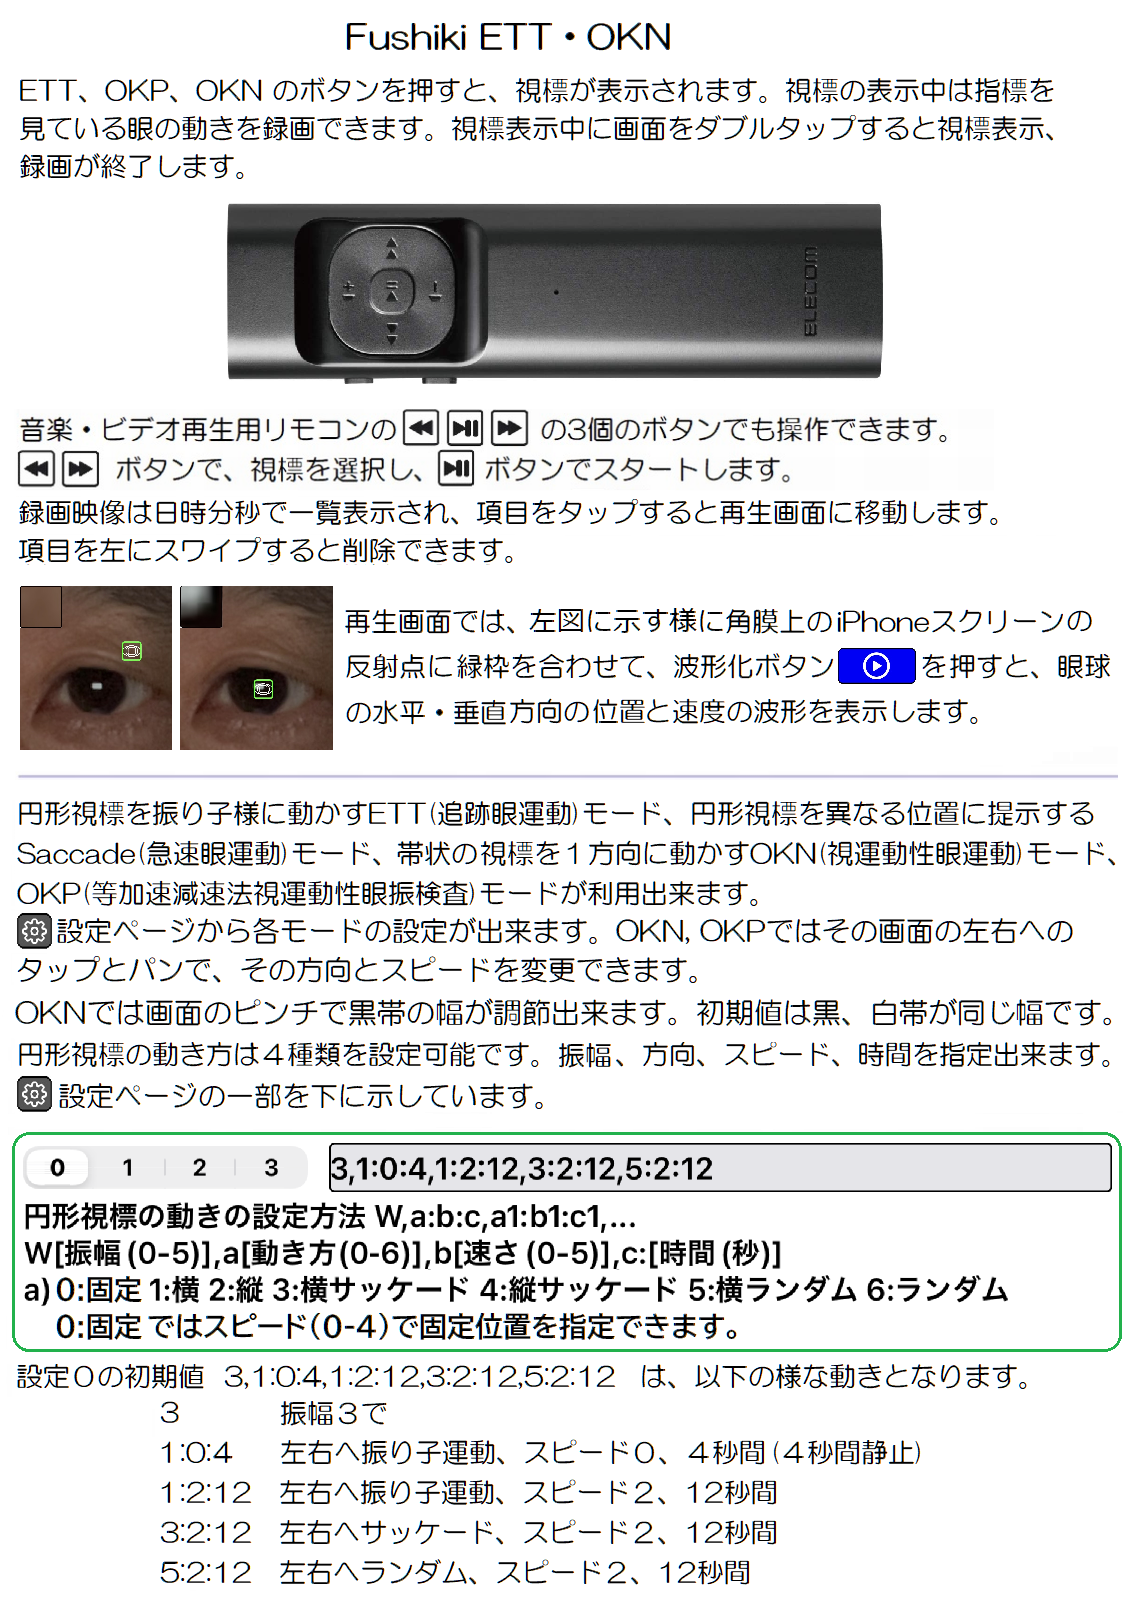 Fushiki ETT・OKN
ETT、OKP、OKN のボタンを押すと、視標が表示されます。視標の表示中は指標を
見ている眼の動きを録画できます。視標表示中に画面をダブルタップすると視標表示、
録画が終了します。
ELECOM
音楽・ビデオ再生用リモコンの の3個のボタンでも操作できます。
ボタンで、視標を選択し、 ボタンでスタートします。
録画映像は日時分秒で一覧表示され、項目をタップすると再生画面に移動します。
項目を左にスワイプすると削除できます。
再生画面では、左図に示す様に角膜上のiPhoneスクリーンの
反射点に緑枠を合わせて、波形化ボタン を押すと、眼球
の水平・垂直方向の位置と速度の波形を表示します。
円形視標を振り子様に動かすETT(追跡眼運動)モード、円形視標を異なる位置に提示する
Saccade(急速眼運動)モード、帯状の視標を１方向に動かすOKN(視運動性眼運動)モード、
OKP(等加速減速法視運動性眼振検査)モードが利用出来ます。
設定ページから各モードの設定が出来ます。OKN, OKPではその画面の左右への
タップとパンで、その方向とスピードを変更できます。
OKNでは画面のピンチで黒帯の幅が調節出来ます。初期値は黒、白帯が同じ幅です。
円形視標の動き方は４種類を設定可能です。振幅、方向、スピード、時間を指定出来ます。
設定ページの一部を下に示しています。
0 1 2 3 3,1:0:4,1:2:12,3:2:12,5:2:12
円形視標の動きの設定方法 W,a:b:c,a1:b1:c1,...
W[振幅(0-5)],a[動き方(0-6)],b[速さ(0-5)],c:[時間(秒)]
a) 0:固定 1:横 2:縦 3:横サッケード 4:縦サッケード 5:横ランダム 6:ランダム
0:固定ではスピード(0-4)で固定位置を指定できます。
設定０の初期値 3,1:0:4,1:2:12,3:2:12,5:2:12 は、以下の様な動きとなります。
3 振幅３で
1:0:4 左右へ振り子運動、スピード０、４秒間(４秒間静止)
1:2:12 左右へ振り子運動、スピード２、12秒間
3:2:12 左右へサッケード、スピード２、12秒間
5:2:12 左右へランダム、スピード２、12秒間